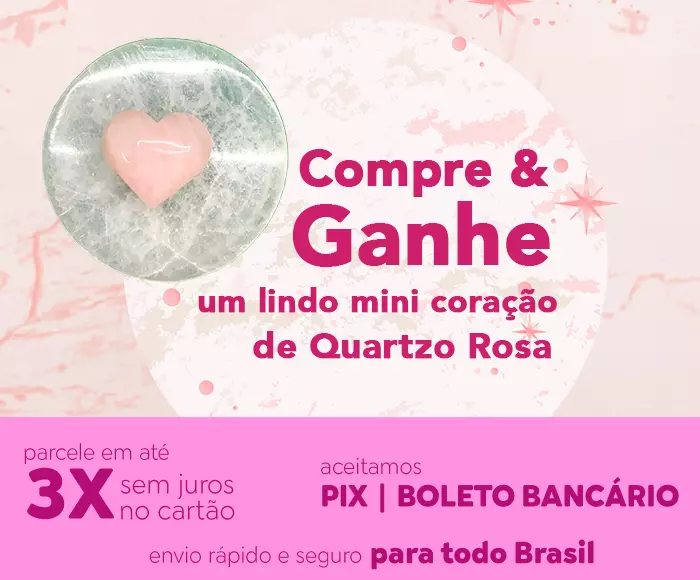 Compre &
Ganhe
um lindo mini coração
de Quartzo Rosa
parcele em até
3X sem juros
no cartão
aceitamos
PIX | BOLETO BANCÁRIO
envio rápido e seguro para todo Brasil